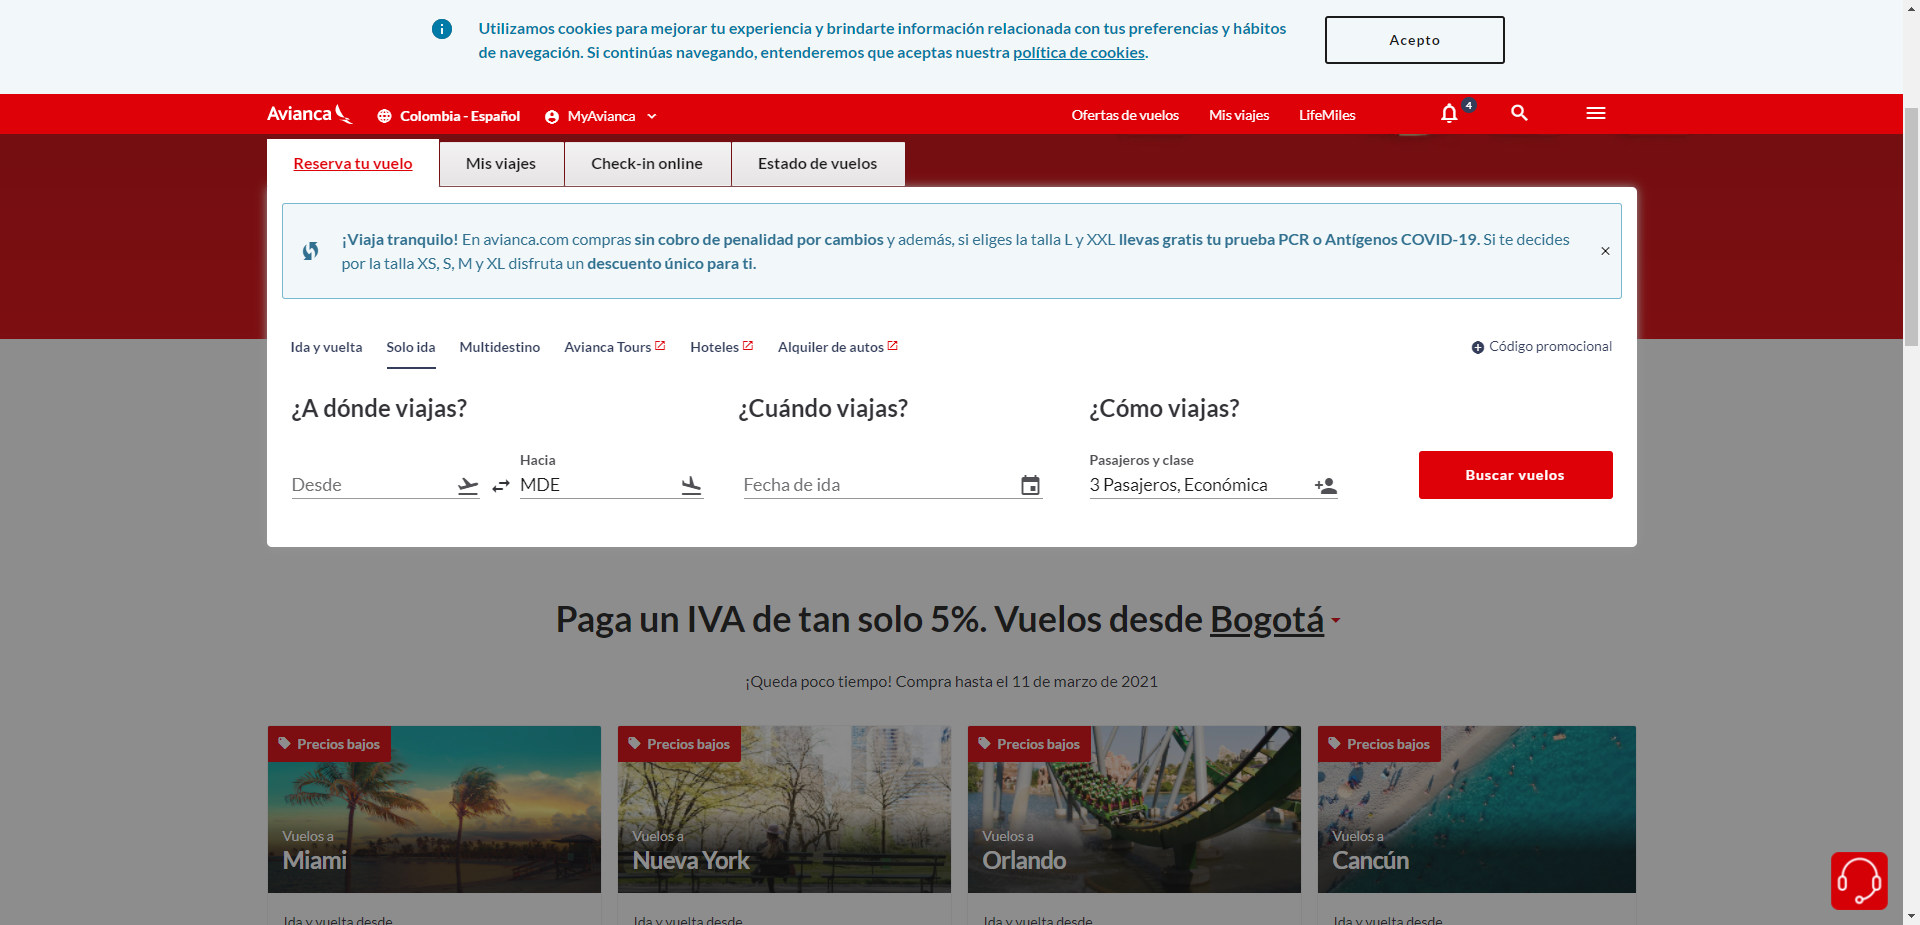 Utilizamos cookies para mejorar tu experiencia y brindarte información relacionada con tus preferencias y hábitos
de navegación. Si continúas navegando, entenderemos que aceptas nuestra política de cookies.
Acepto
Avianca
Colombia - Español
MyAvianca
Ofertas de vuelos
Mis viajes
LifeMiles
4
Reserva tu vuelo
Mis viajes
Check-in online
Estado de vuelos
¡Viaja tranquilo! En avianca.com compras sin cobro de penalidad por cambios y además, si eliges la talla L y XXL llevas gratis tu prueba PCR o Antígenos COVID-19. Si te decides
por la talla XS, S, M y XL disfruta un descuento único para ti.
Ida y vuelta
Solo ida
Multidestino
Avianca Tours
Hoteles
Alquiler de autos
Código promocional
¿A dónde viajas?
¿Cuándo viajas?
¿Cómo viajas?
Desde
Hacia
MDE
Fecha de ida
Pasajeros y clase
3 Pasajeros, Económica
Buscar vuelos
Paga un IVA de tan solo 5%. Vuelos desde Bogotá
¡Queda poco tiempo! Compra hasta el 11 de marzo de 2021
Precios bajos
Vuelos a
Miami
Ida y vuelta desde
Precios bajos
Vuelos a
Nueva York
Ida y vuelta desde
Precios bajos
Vuelos a
Orlando
Ida y vuelta desde
Precios bajos
Vuelos a
Cancún
Ida y vuelta desde